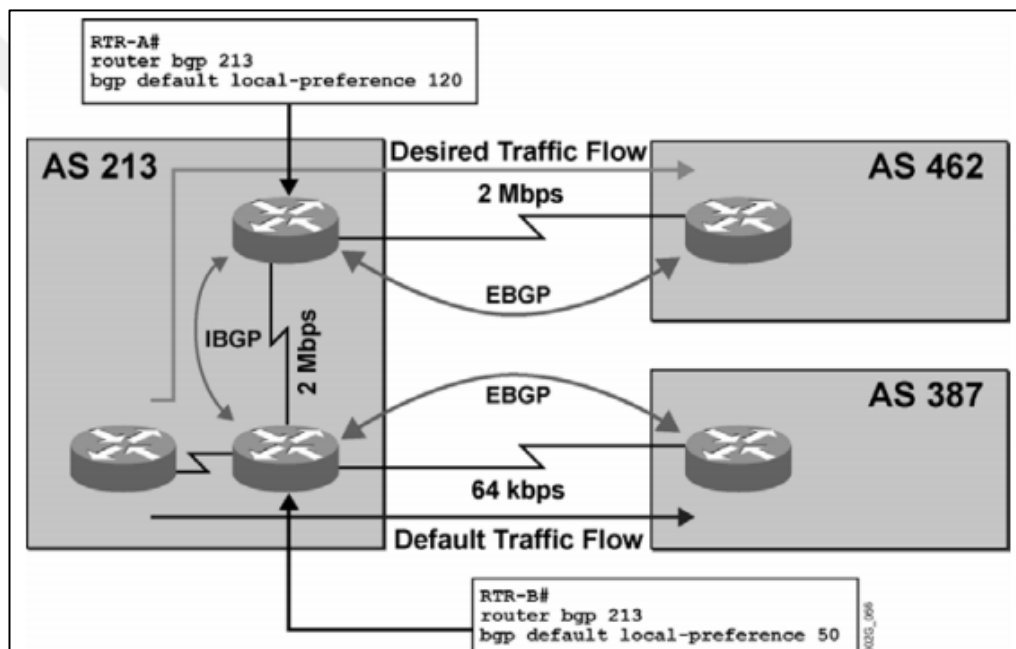 RTR-A#
router bgp 213
bgp default local-preference 120
AS 213
Desired Traffic Flow
2 Mbps
AS 462
EBGP
IBGP
2 Mbps
EBGP
AS 387
64 kbps
Default Traffic Flow
RTR-B#
router bgp 213
bgp default local-preference 50